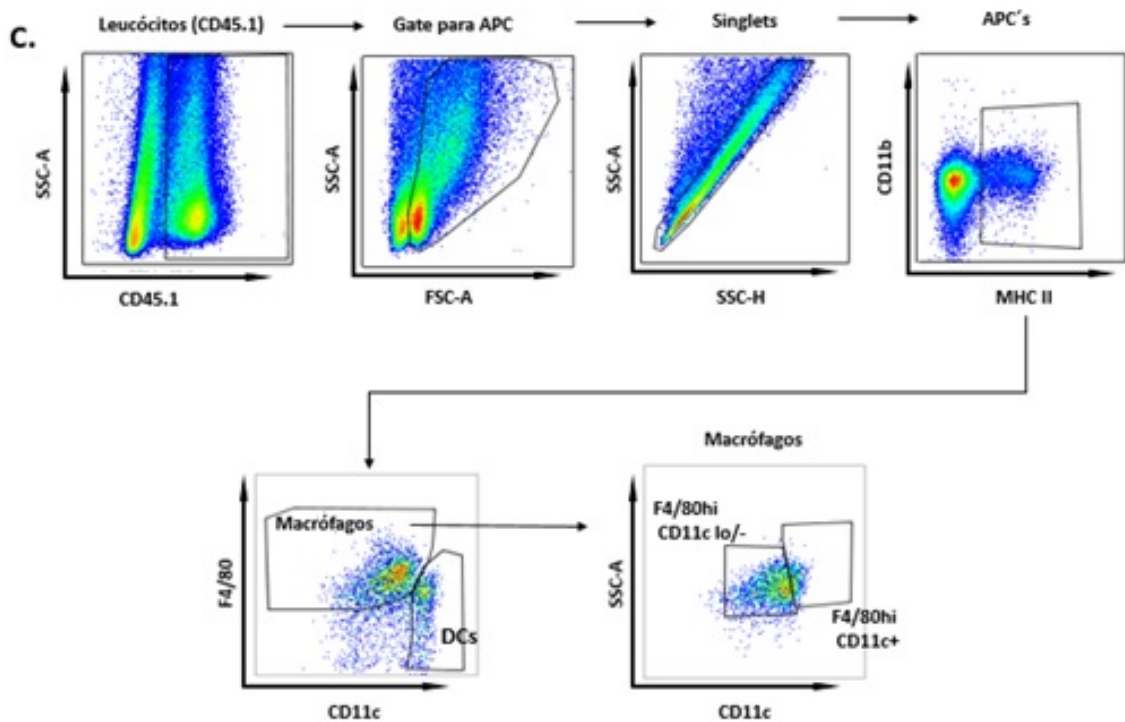 C.
Leucócitos (CD45.1)
Gate para APC
Singlets
APC´s
SSC-A
CD45.1
SSC-A
FSC-A
SSC-A
SSC-H
CD11b
MHC II
Macrófagos
DCs
F4/80
CD11c
Macrófagos
F4/80hi
CD11c lo/-
F4/80hi
CD11c+
SSC-A
CD11c